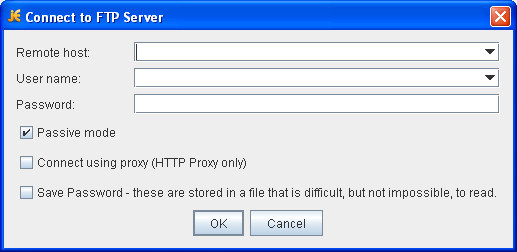 Connect to FTP Server
Remote host:
User name:
Password:
Passive mode
Connect using proxy (HTTP Proxy only)
Save Password - these are stored in a file that is difficult, but not impossible, to read.
OK Cancel